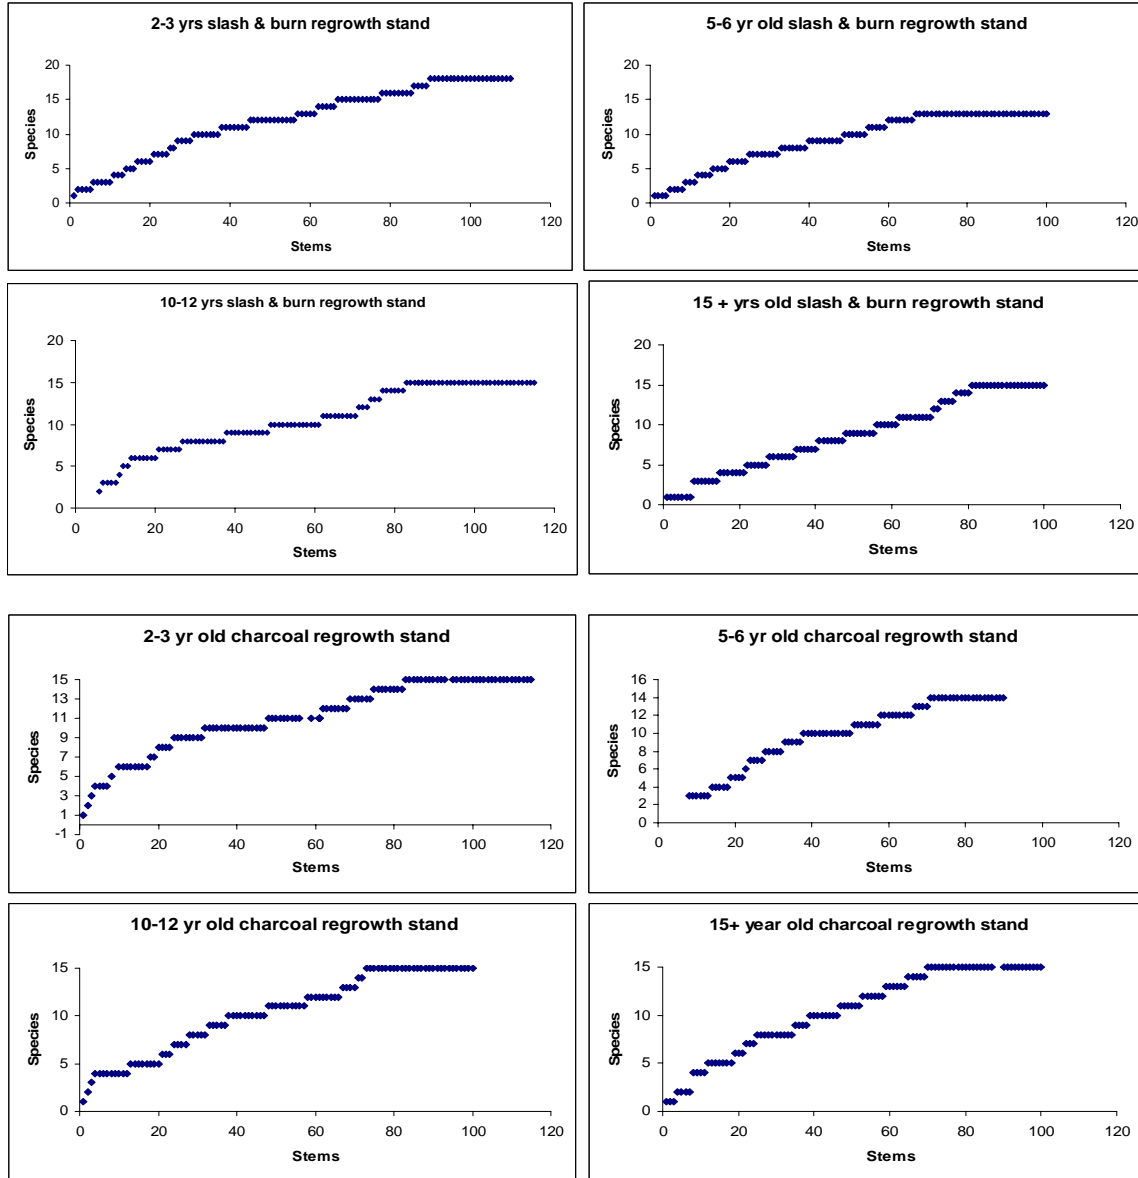 2-3 yrs slash & burn regrowth stand
20
15
10
5
0
Species
0 20 40 60 80 100 120
Stems
5-6 yr old slash & burn regrowth stand
20
15
10
5
0
Species
0 20 40 60 80 100 120
Stems
10-12 yrs slash & burn regrowth stand
20
15
10
5
0
Species
0 20 40 60 80 100 120
Stems
15 + yrs old slash & burn regrowth stand
20
15
10
5
0
Species
0 20 40 60 80 100 120
Stems
2-3 yr old charcoal regrowth stand
15
13
11
9
7
5
3
1
-1
Species
0 20 40 60 80 100 120
Stems
5-6 yr old charcoal regrowth stand
16
14
12
10
8
6
4
2
0
Species
0 20 40 60 80 100 120
Stems
10-12 yr old charcoal regrowth stand
15
10
5
0
Species
0 20 40 60 80 100 120
Stems
15+ year old charcoal regrowth stand
15
10
5
0
Species
0 20 40 60 80 100 120
Stems